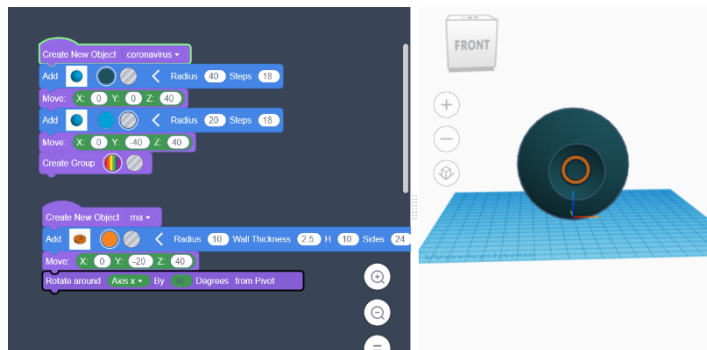 Create New Object coronavirus
Add Radius 40 Steps 18
Move: X: 0 Y: 0 Z: 40
Add Radius 20 Steps 18
Move: X: 0 Y: -40 Z: 40
Create Group
Create New Object ma
Add Radius 10 Wall Thickness 2.5 H 10 Sides 24
Move: X: 0 Y: -20 Z: 40
Rotate around Axis x By Degrees from Pivot
FRONT